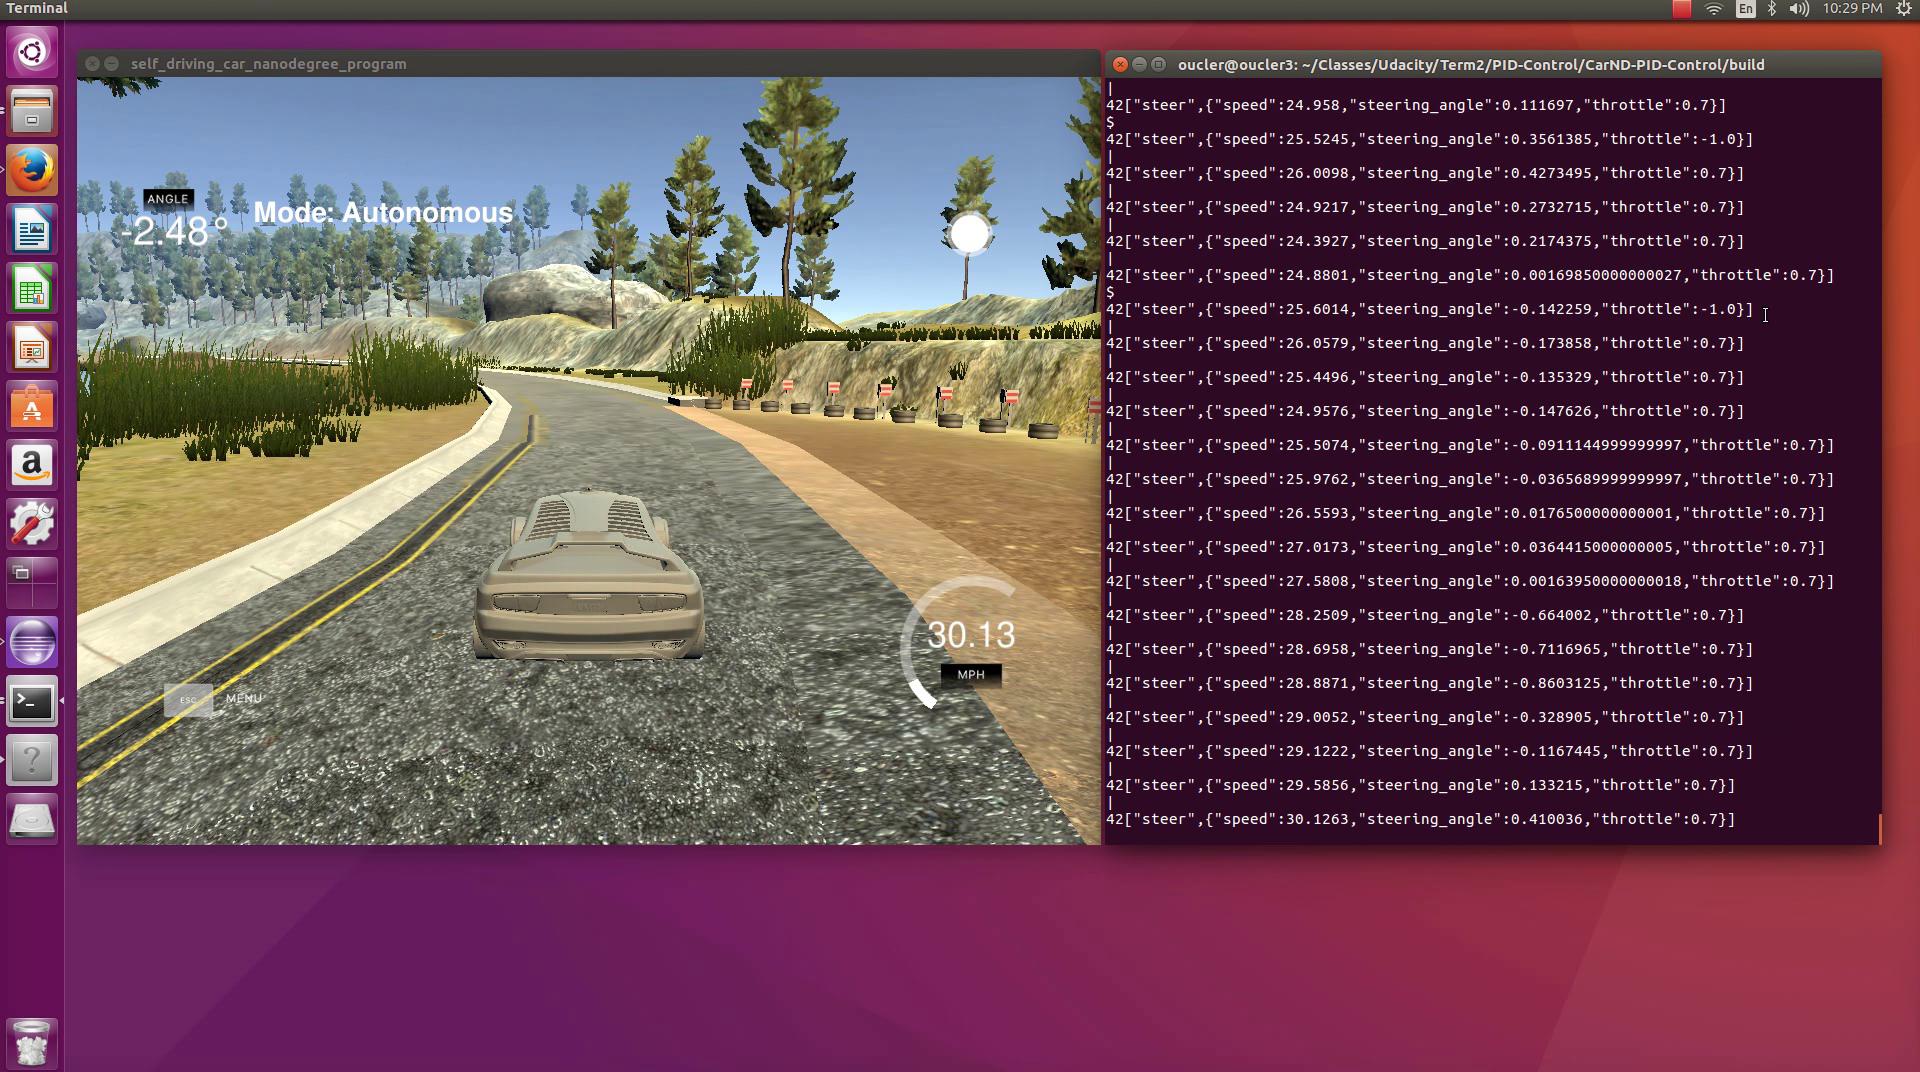 Terminal
En
10:29 PM
self_driving_car_nanodegree_program
ANGLE
-2.48°
Mode: Autonomous
30.13
MPH
ESC
MENU
a
?
oucler@oucler3: ~/Classes/Udacity/Term2/PID-Control/CarND-PID-Control/build
|
42["steer",{"speed":24.958,"steering_angle":0.111697,"throttle":0.7}]
$
42["steer",{"speed":25.5245,"steering_angle":0.3561385,"throttle":-1.0}]
|
42["steer",{"speed":26.0098,"steering_angle":0.4273495,"throttle":0.7}]
|
42["steer",{"speed":24.9217,"steering_angle":0.2732715,"throttle":0.7}]
|
42["steer",{"speed":24.3927,"steering_angle":0.2174375,"throttle":0.7}]
|
42["steer",{"speed":24.8801,"steering_angle":0.00169850000000027,"throttle":0.7}]
$
42["steer",{"speed":25.6014,"steering_angle":-0.142259,"throttle":-1.0}]
|
42["steer",{"speed":26.0579,"steering_angle":-0.173858,"throttle":0.7}]
|
42["steer",{"speed":25.4496,"steering_angle":-0.135329,"throttle":0.7}]
|
42["steer",{"speed":24.9576,"steering_angle":-0.147626,"throttle":0.7}]
|
42["steer",{"speed":25.5074,"steering_angle":-0.0911144999999997,"throttle":0.7}]
|
42["steer",{"speed":25.9762,"steering_angle":-0.0365689999999997,"throttle":0.7}]
|
42["steer",{"speed":26.5593,"steering_angle":0.0176500000000001,"throttle":0.7}]
|
42["steer",{"speed":27.0173,"steering_angle":0.0364415000000005,"throttle":0.7}]
|
42["steer",{"speed":27.5808,"steering_angle":0.00163950000000018,"throttle":0.7}]
|
42["steer",{"speed":28.2509,"steering_angle":-0.664002,"throttle":0.7}]
|
42["steer",{"speed":28.6958,"steering_angle":-0.7116965,"throttle":0.7}]
|
42["steer",{"speed":28.8871,"steering_angle":-0.8603125,"throttle":0.7}]
|
42["steer",{"speed":29.0052,"steering_angle":-0.328905,"throttle":0.7}]
|
42["steer",{"speed":29.1222,"steering_angle":-0.1167445,"throttle":0.7}]
|
42["steer",{"speed":29.5856,"steering_angle":0.133215,"throttle":0.7}]
|
42["steer",{"speed":30.1263,"steering_angle":0.410036,"throttle":0.7}]